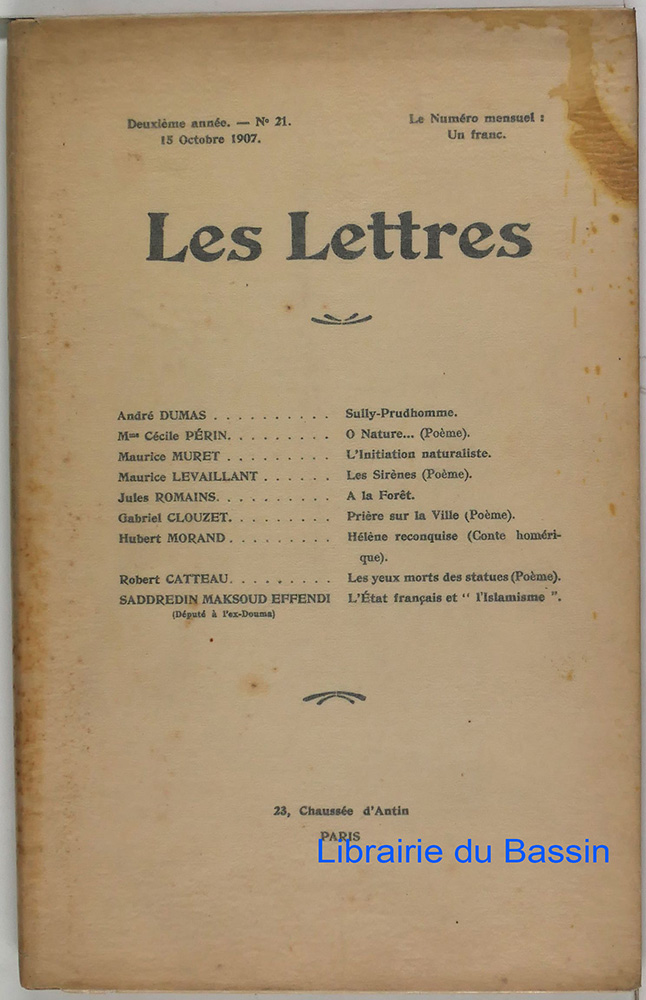 Deuxième année. — Nº 21.
15 Octobre 1907.
Le Numéro mensuel :
Un franc.
Les Lettres
André DUMAS . . . . . . . . . . Sully-Prudhomme.
Mme Cécile PÉRIN. . . . . . . . . O Nature... (Poème).
Maurice MURET . . . . . . . . . L'Initiation naturaliste.
Maurice LEVAILLANT . . . . . . Les Sirènes (Poème).
Jules ROMAINS. . . . . . . . . . A la Forêt.
Gabriel CLOUZET. . . . . . . . . Prière sur la Ville (Poème).
Hubert MORAND . . . . . . . . . Hélène reconquise (Conte homéri-
que).
Robert CATTEAU. . . . . . . . . Les yeux morts des statues (Poème).
SADDREDIN MAKSOUD EFFENDI L'État français et “ l'Islamisme ”.
(Député à l'ex-Douma)
23, Chaussée d'Antin
PARIS
Librairie du Bassin